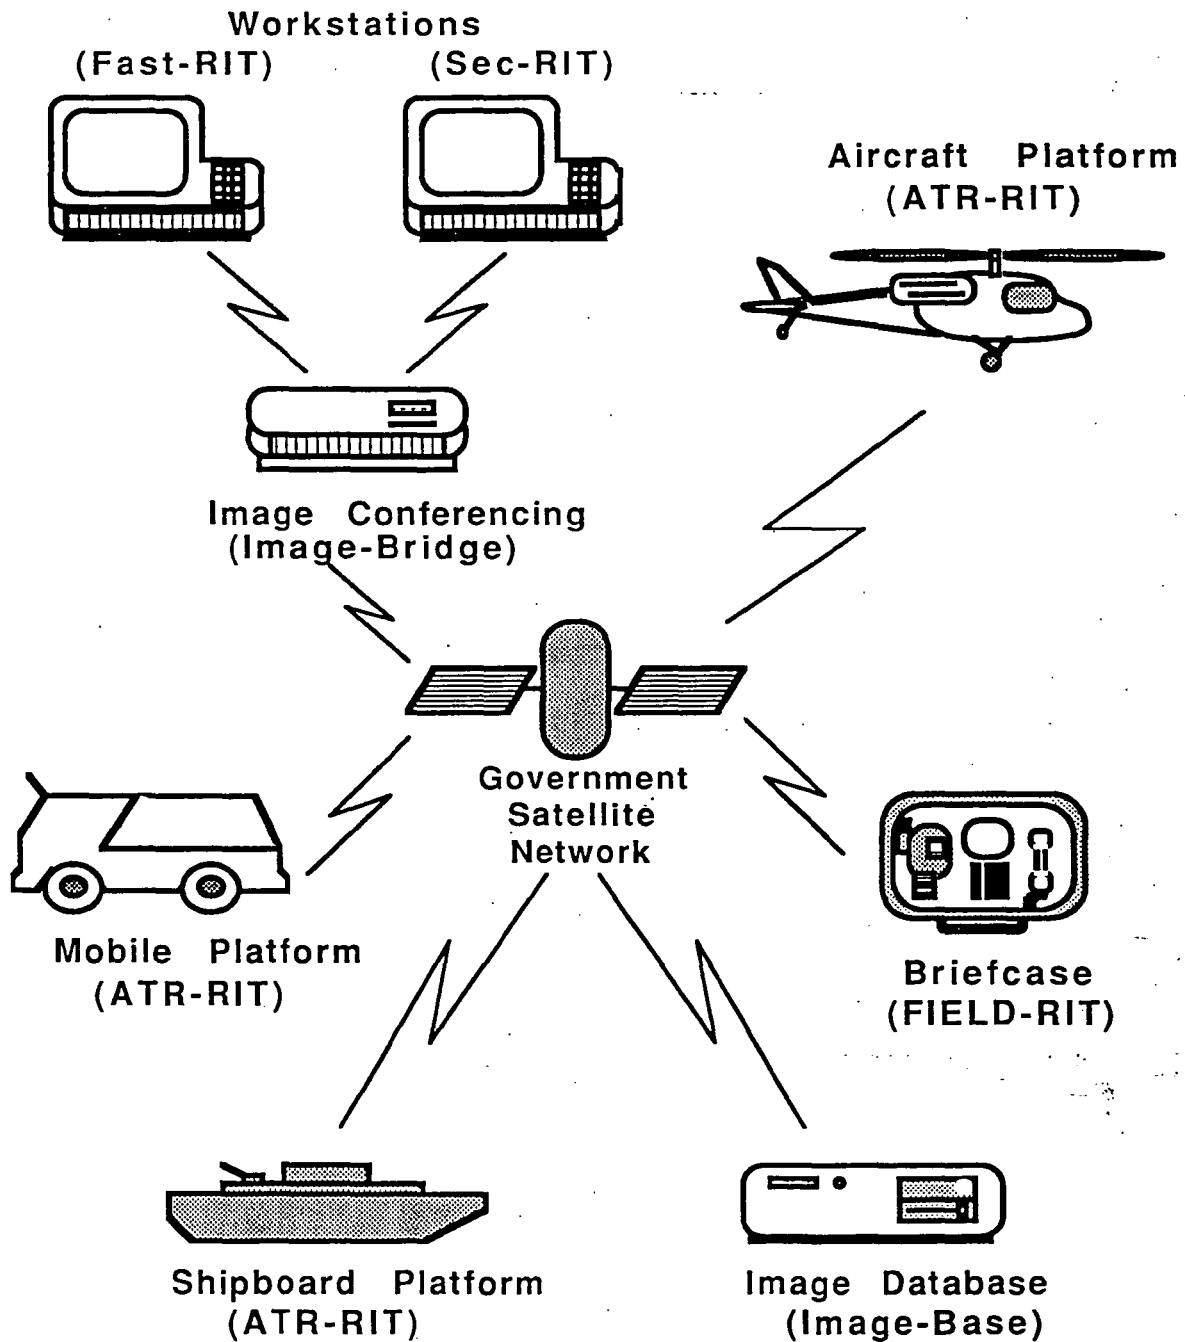 Workstations
(Fast-RIT) (Sec-RIT)
Aircraft Platform
(ATR-RIT)
Image Conferencing
(Image-Bridge)
Government
Satellite
Network
Mobile Platform
(ATR-RIT)
Briefcase
(FIELD-RIT)
Shipboard Platform
(ATR-RIT)
Image Database
(Image-Base)